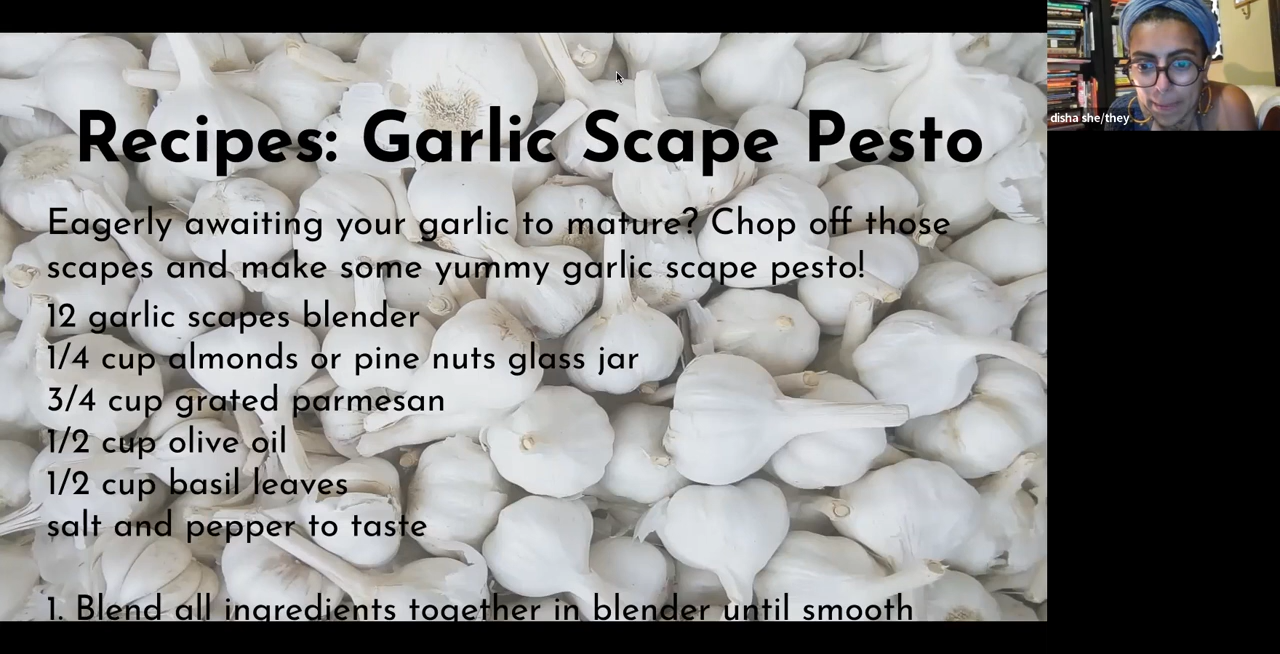 Recipes: Garlic Scape Pesto
Eagerly awaiting your garlic to mature? Chop off those
scapes and make some yummy garlic scape pesto!
12 garlic scapes blender
1/4 cup almonds or pine nuts glass jar
3/4 cup grated parmesan
1/2 cup olive oil
1/2 cup basil leaves
salt and pepper to taste
1. Blend all ingredients together in blender until smooth
disha she/they